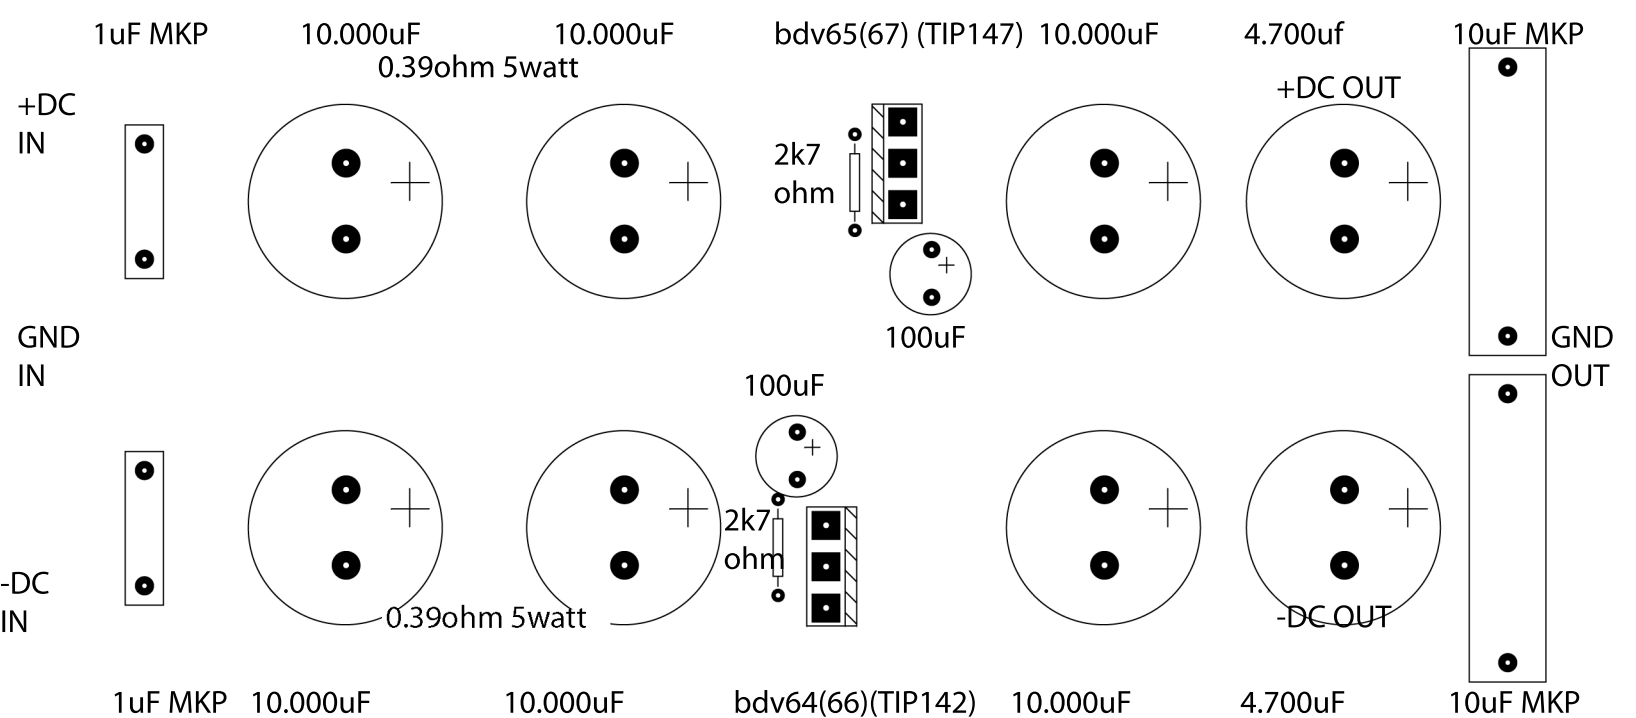 1uF MKP
10.000uF
10.000uF
bdv65(67) (TIP147)
10.000uF
4.700uf
10uF MKP
0.39ohm 5watt
+DC OUT
+DC
IN
2k7
ohm
100uF
GND
IN
GND
OUT
100uF
2k7
ohm
-DC
IN
0.39ohm 5watt
-DC OUT
1uF MKP
10.000uF
10.000uF
bdv64(66)(TIP142)
10.000uF
4.700uF
10uF MKP